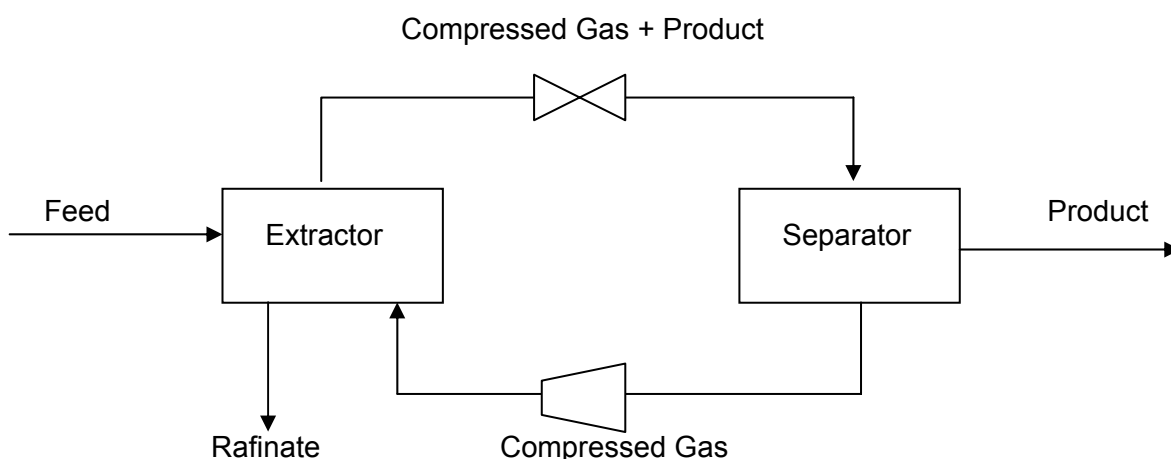 Compressed Gas + Product
Feed
Extractor
Separator
Product
Rafinate
Compressed Gas